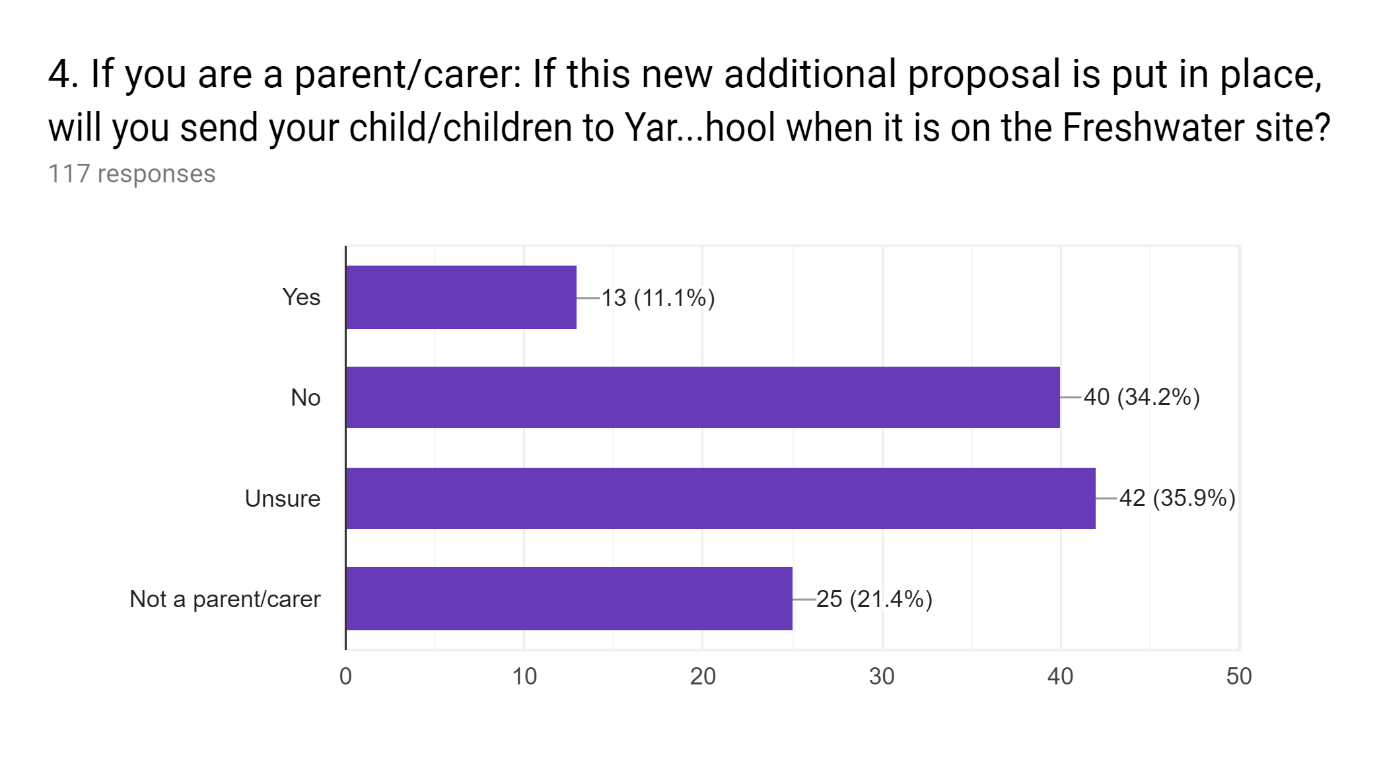 4. If you are a parent/carer: If this new additional proposal is put in place,
will you send your child/children to Yar...hool when it is on the Freshwater site?
117 responses
Yes
13 (11.1%)
No
40 (34.2%)
Unsure
42 (35.9%)
Not a parent/carer
25 (21.4%)
0 10 20 30 40 50